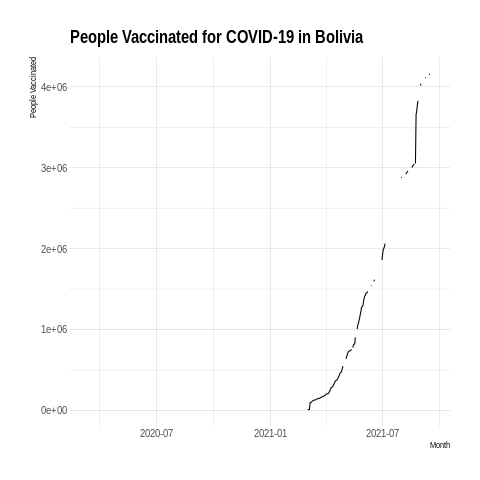 People Vaccinated for COVID-19 in Bolivia
People Vaccinated
4e+06
3e+06
2e+06
1e+06
0e+00
2020-07
2021-01
2021-07
Month